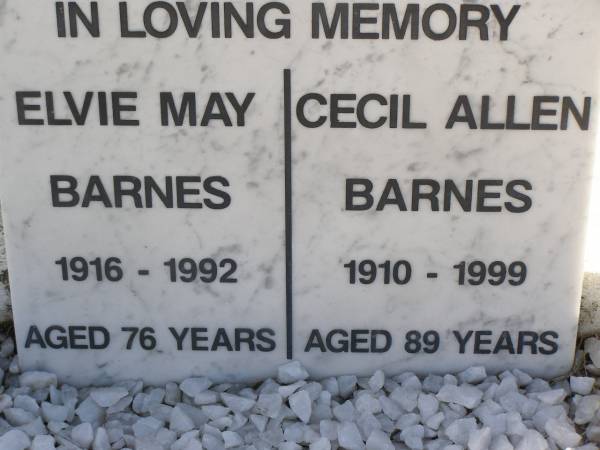 IN LOVING MEMORY
ELVIE MAY
BARNES
1916 - 1992
AGED 76 YEARS
CECIL ALLEN
BARNES
1910 - 1999
AGED 89 YEARS